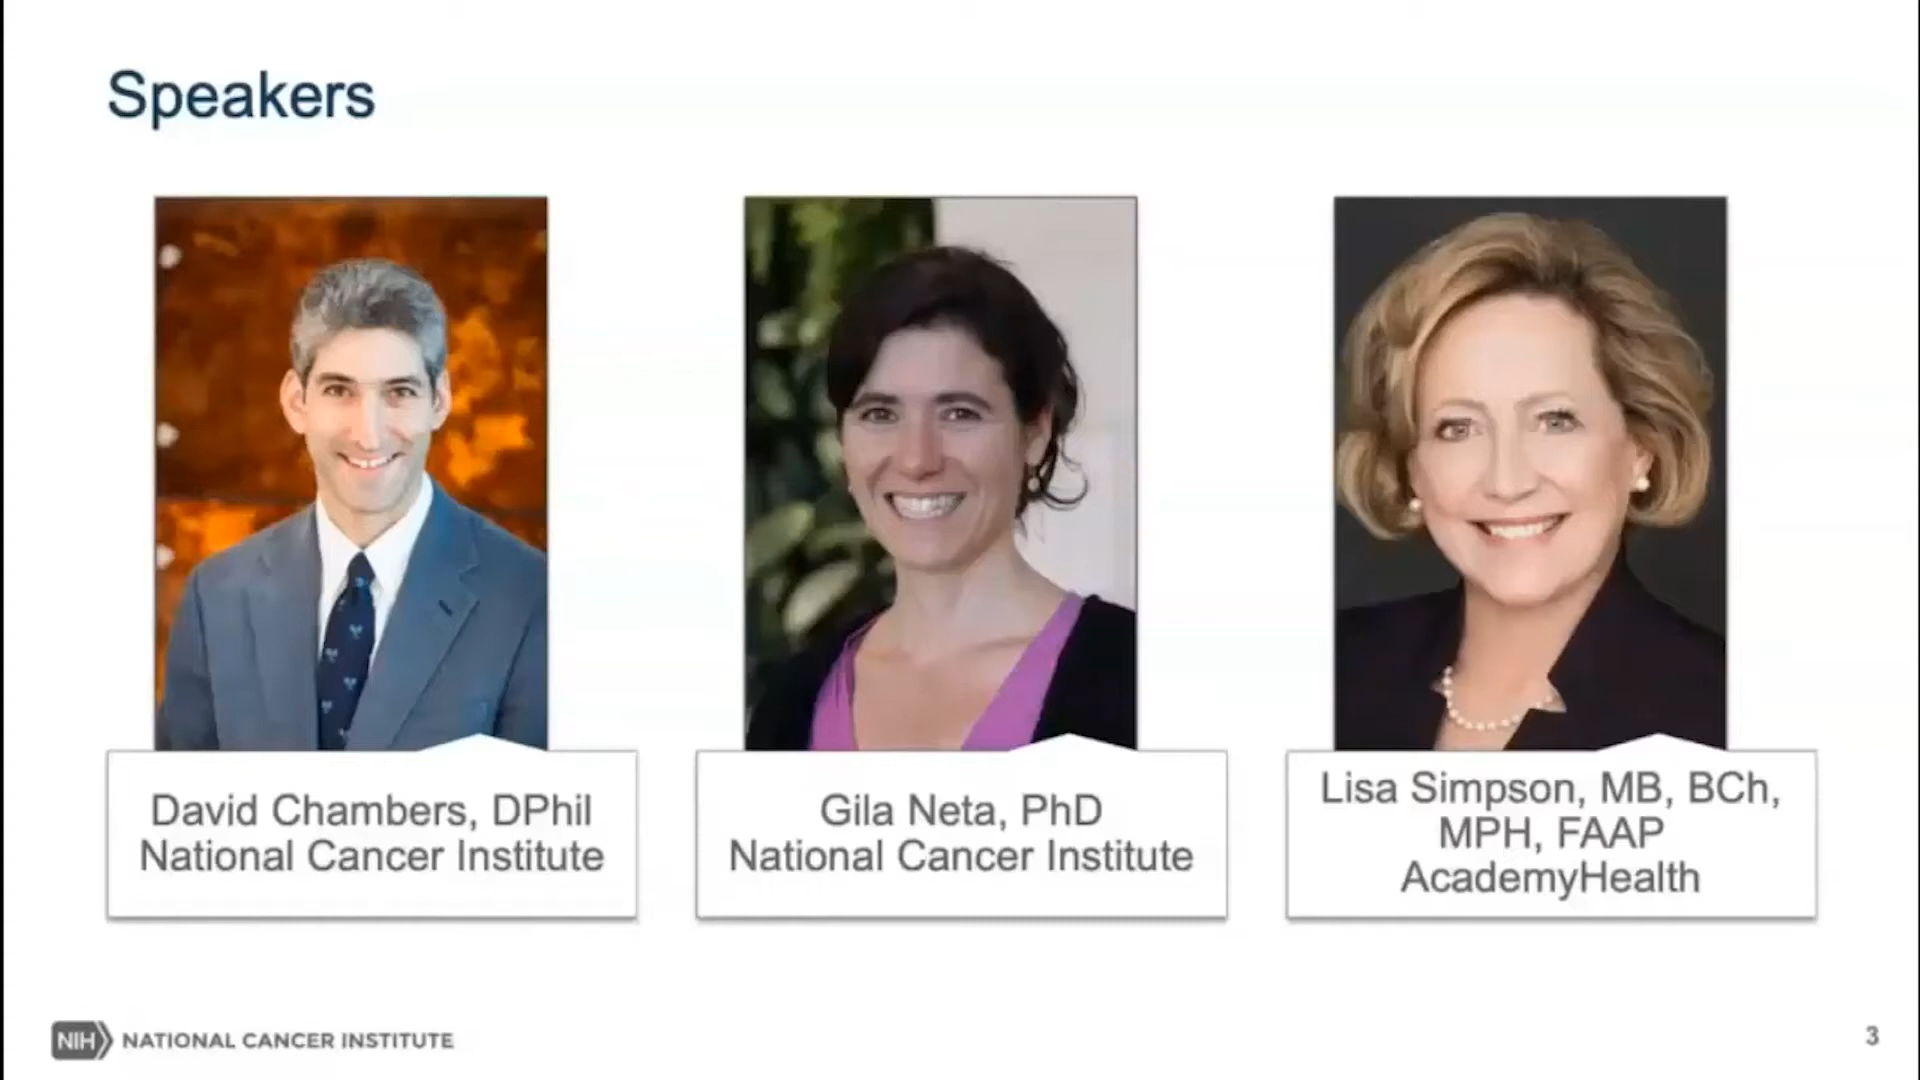 Speakers
David Chambers, DPhil
National Cancer Institute
Gila Neta, PhD
National Cancer Institute
Lisa Simpson, MB, BCh,
MPH, FAAP
AcademyHealth
NIH NATIONAL CANCER INSTITUTE
3